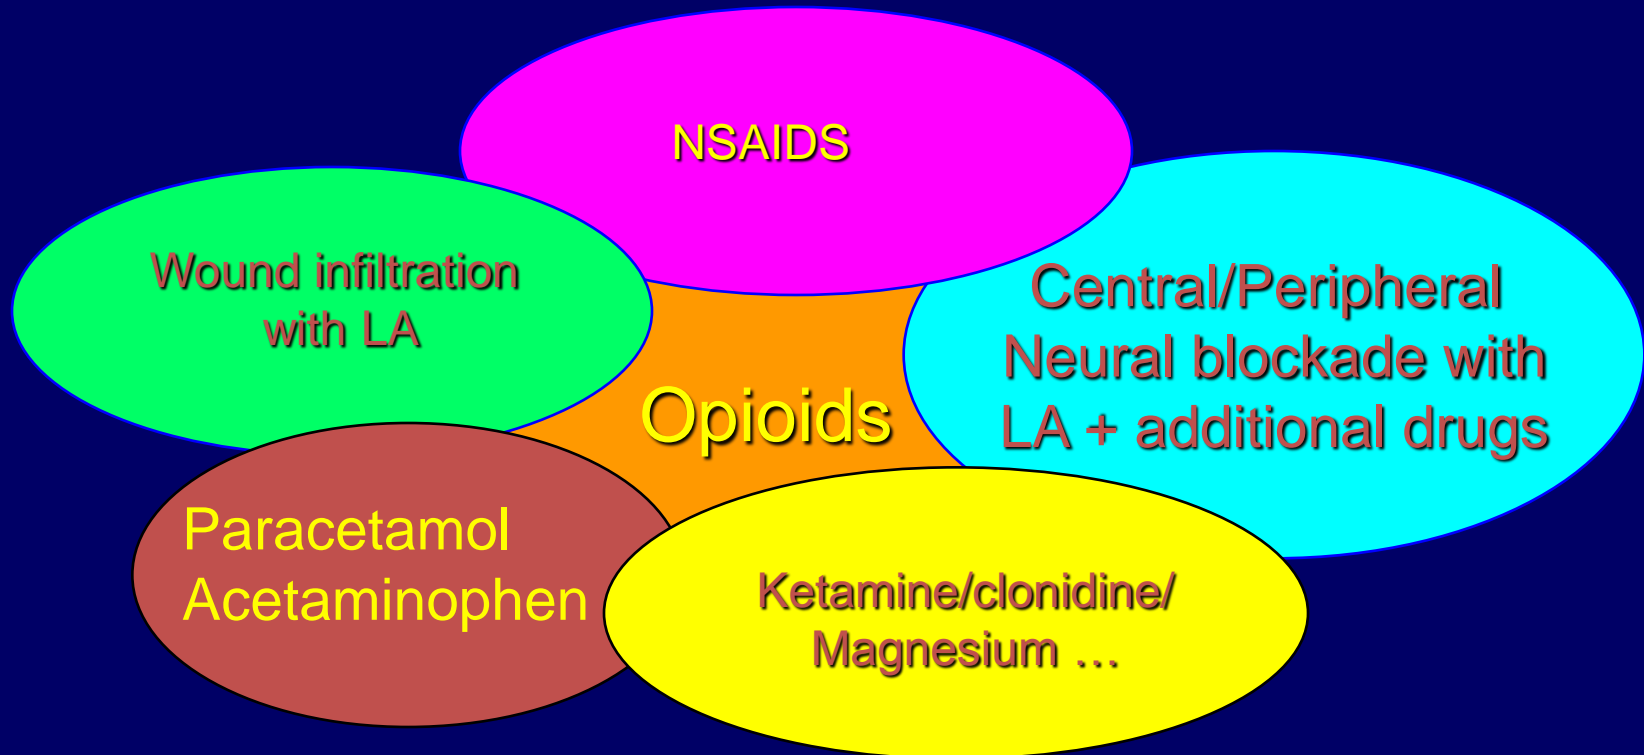 NSAIDS
Wound infiltration
with LA
Central/Peripheral
Neural blockade with
LA + additional drugs
Opioids
Paracetamol
Acetaminophen
Ketamine/clonidine/
Magnesium …